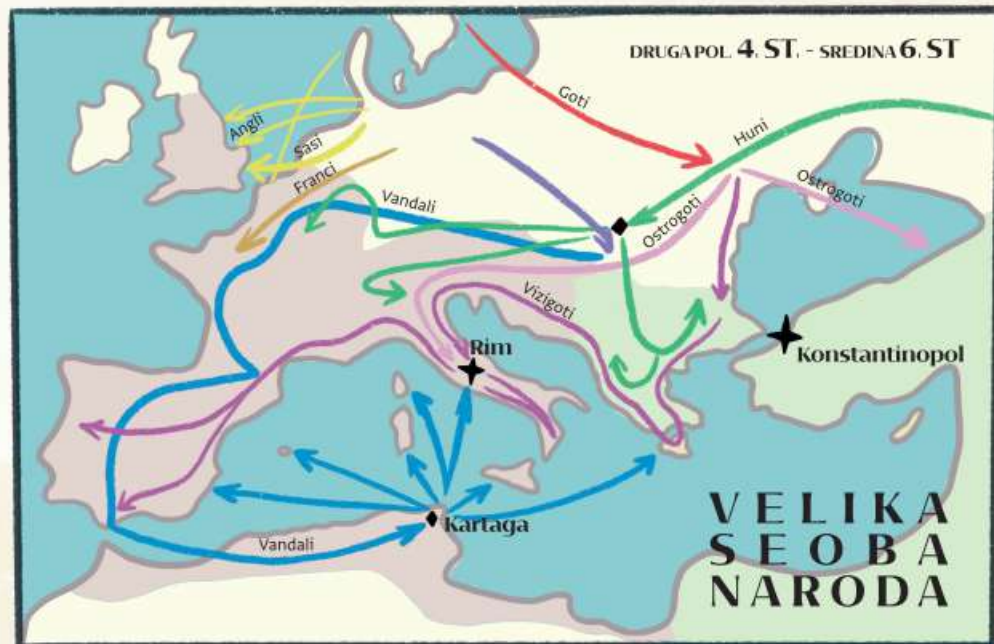 DRUGA POL. 4. ST. - SREDINA 6. ST
Goti
Huni
Angli
Sasi
Franci
Vandali
Ostrogoti
Ostrogoti
Vizigoti
Rim
Konstantinopol
Kartaga
Vandali
VELIKA
SEOBA
NARODA